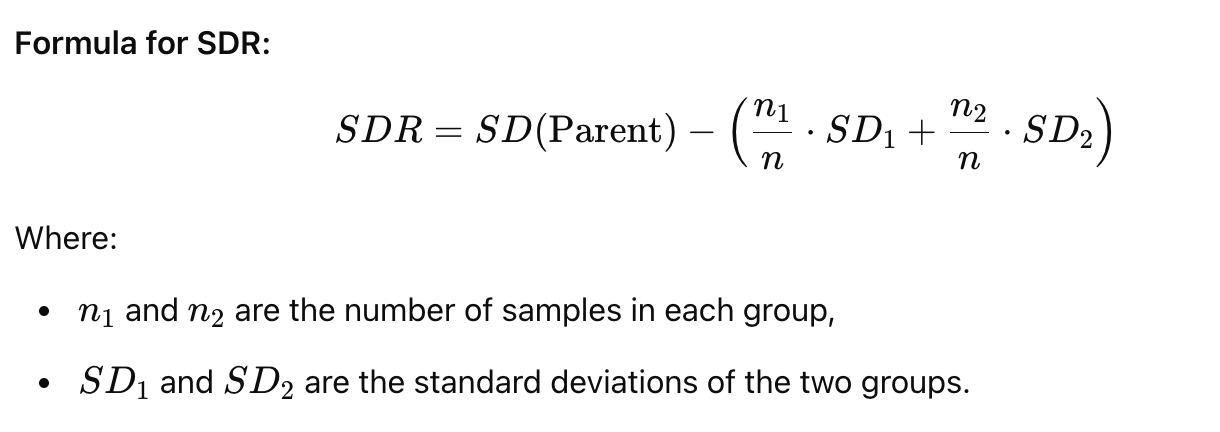 Formula for SDR:
SDR = SD(Parent) − (n₁/n · SD₁ + n₂/n · SD₂)
Where:
• n₁ and n₂ are the number of samples in each group,
• SD₁ and SD₂ are the standard deviations of the two groups.